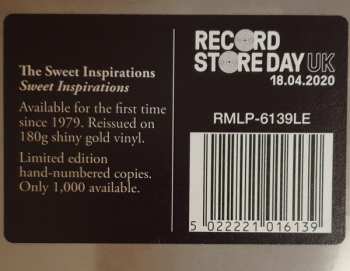 The Sweet Inspirations
Sweet Inspirations
Available for the first time
since 1979. Reissued on
180g shiny gold vinyl.
Limited edition
hand-numbered copies.
Only 1,000 available.
RECORD
STORE DAY UK
18.04.2020
RMLP-6139LE
5 022221 016139